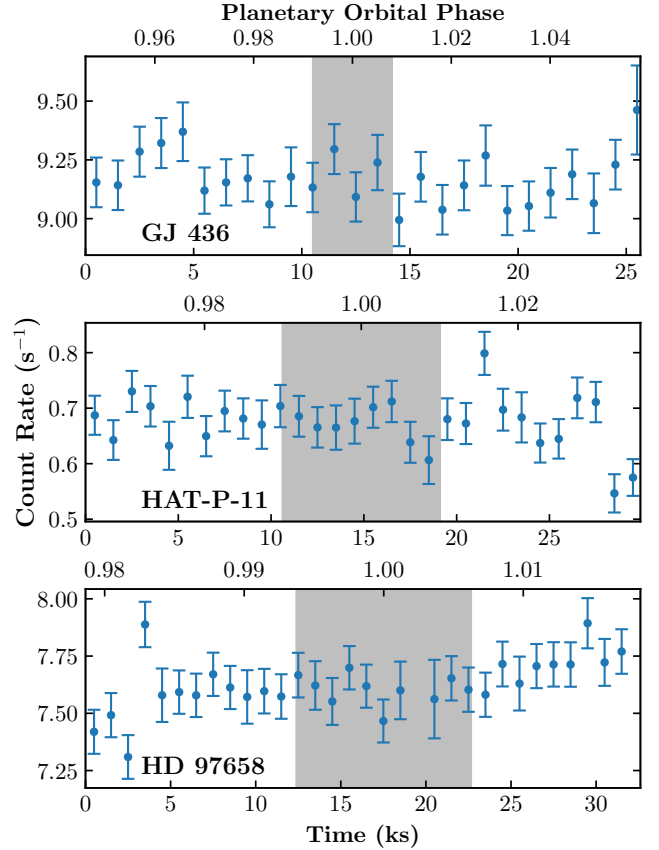 Planetary Orbital Phase
0.96 0.98 0.992 1.00 1.02 1.04
9.50
9.25
9.00
GJ 436
0 5 10 15 20 25
0.98 1.00 1.02
0.8
0.7
0.6
0.5
HAT-P-11
0 5 10 15 20 25
Count Rate (s⁻¹)
0.98 0.99 1.00 1.01
8.00
7.75
7.50
7.25
HD 97658
0 5 10 15 20 25 30
Time (ks)